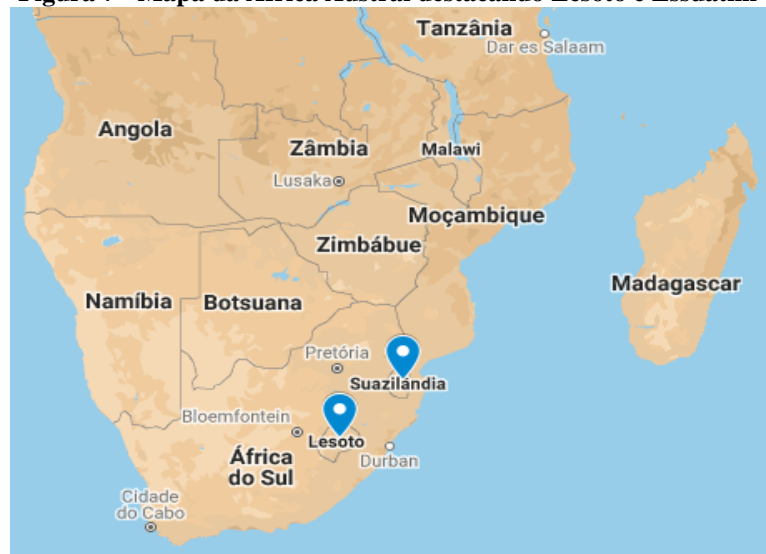 Mapa da África Austral destacando Lesoto e
Tanzânia
Dar es Salaam
Angola
Zâmbia
Malawi
Lusaka
Moçambique
Zimbábue
Madagascar
Namíbia
Botsuana
Pretória
Suazilândia
Bloemfontein
Lesoto
África
do Sul
Durban
Cidade
do Cabo